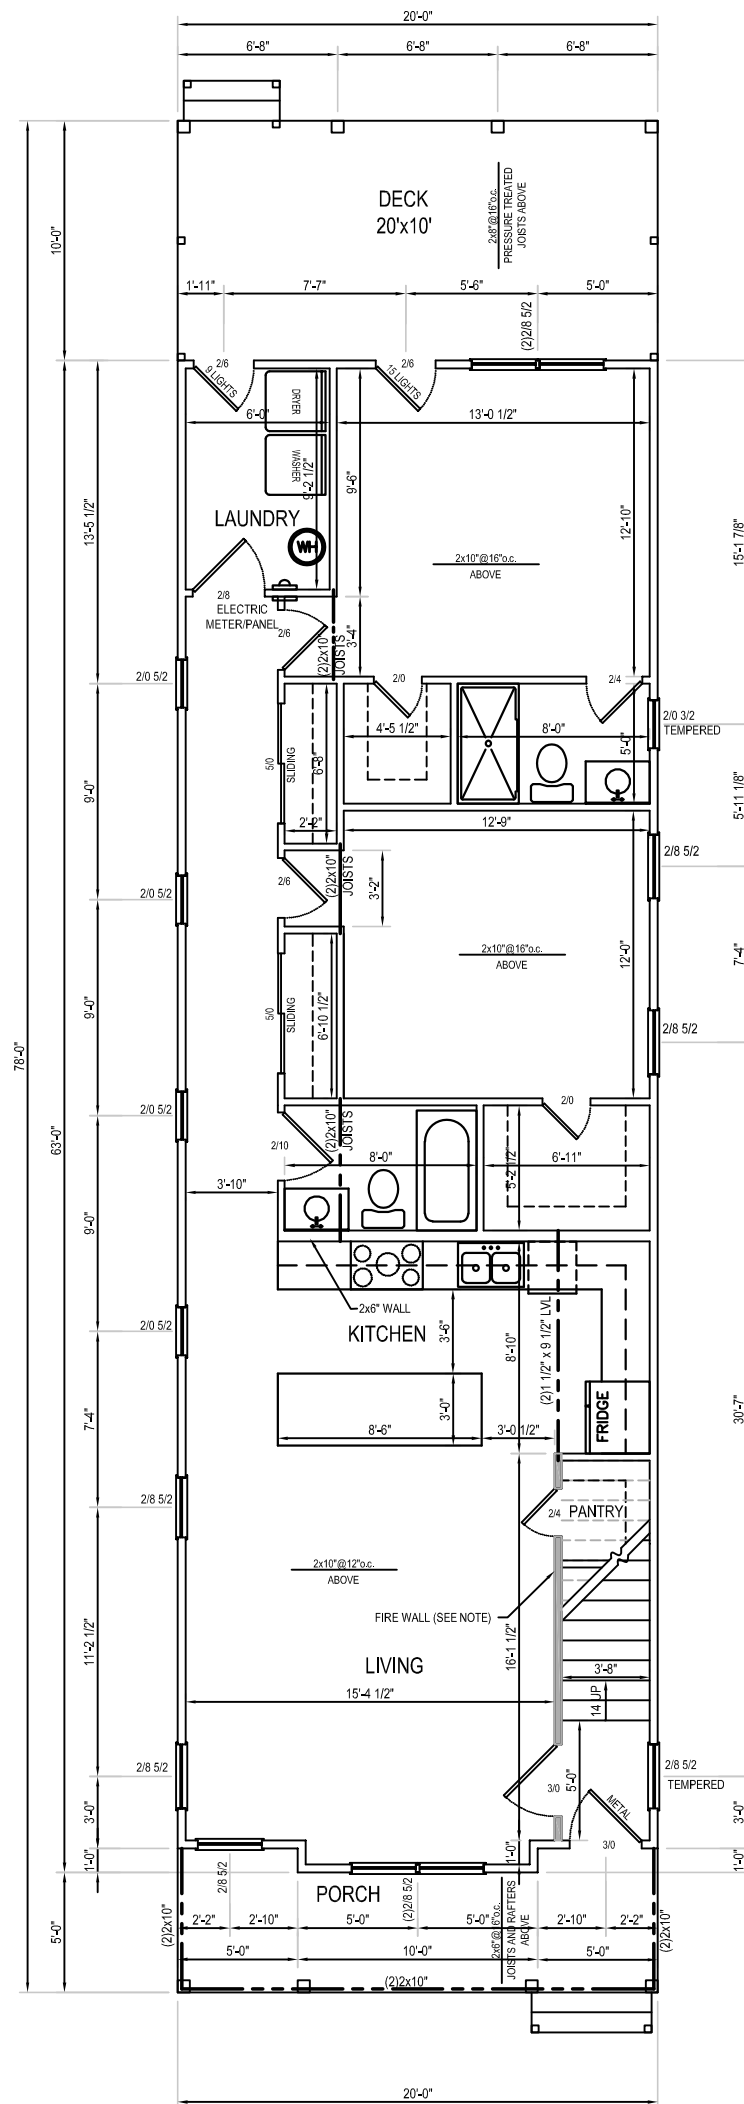 20'-0"
6'-8"
6'-8"
6'-8"
DECK
20'x10'
2x8"@16"o.c.
PRESSURE TREATED
JOISTS ABOVE
10'-0"
1'-11"
7'-7"
5'-6"
5'-0"
(2)2/8 5/2
2/6
9 LIGHTS
2/6
15 LIGHTS
DRYER
6'-0"
13'-0 1/2"
WASHER
9'-2 1/2"
9'-6"
12'-10"
13'-5 1/2"
15'-1 7/8"
LAUNDRY
WH
2x10"@16"o.c.
ABOVE
2/8
ELECTRIC
METER/PANEL
2/6
(2)2x10"
JOISTS
3'-4"
2/0 5/2
2/0
2/4
2/0 3/2
TEMPERED
4'-5 1/2"
8'-0"
5'-0"
5/0
SLIDING
6'-8"
9'-0"
5'-11 1/8"
2'-2"
12'-9"
2/8 5/2
2/0 5/2
2/6
(2)2x10"
JOISTS
3'-2"
2x10"@16"o.c.
ABOVE
12'-0"
7'-4"
5/0
SLIDING
6'-10 1/2"
9'-0"
2/8 5/2
78'-0"
63'-0"
2/0 5/2
2/0
2/10
(2)2x10"
JOISTS
8'-0"
5'-2 1/2"
6'-11"
3'-10"
9'-0"
2x6" WALL
2/0 5/2
KITCHEN
3'-6"
8'-10"
(2)1 1/2" x 9 1/2" LVL
7'-4"
8'-6"
3'-0"
3'-0 1/2"
FRIDGE
30'-7"
2/8 5/2
2/4
PANTRY
2x10"@12"o.c.
ABOVE
FIRE WALL (SEE NOTE)
11'-2 1/2"
16'-1 1/2"
LIVING
3'-8"
15'-4 1/2"
14 UP
2/8 5/2
2/8 5/2
TEMPERED
3'-0"
5'-0"
3/0
METAL
3/0
3'-0"
1'-0"
1'-0"
1'-0"
2/8 5/2
PORCH
(2)2/8 5/2
2x6"@16"o.c.
JOISTS AND RAFTERS
ABOVE
5'-0"
(2)2x10"
2'-2"
2'-10"
5'-0"
5'-0"
2'-10"
2'-2"
(2)2x10"
5'-0"
10'-0"
5'-0"
(2)2x10"
20'-0"